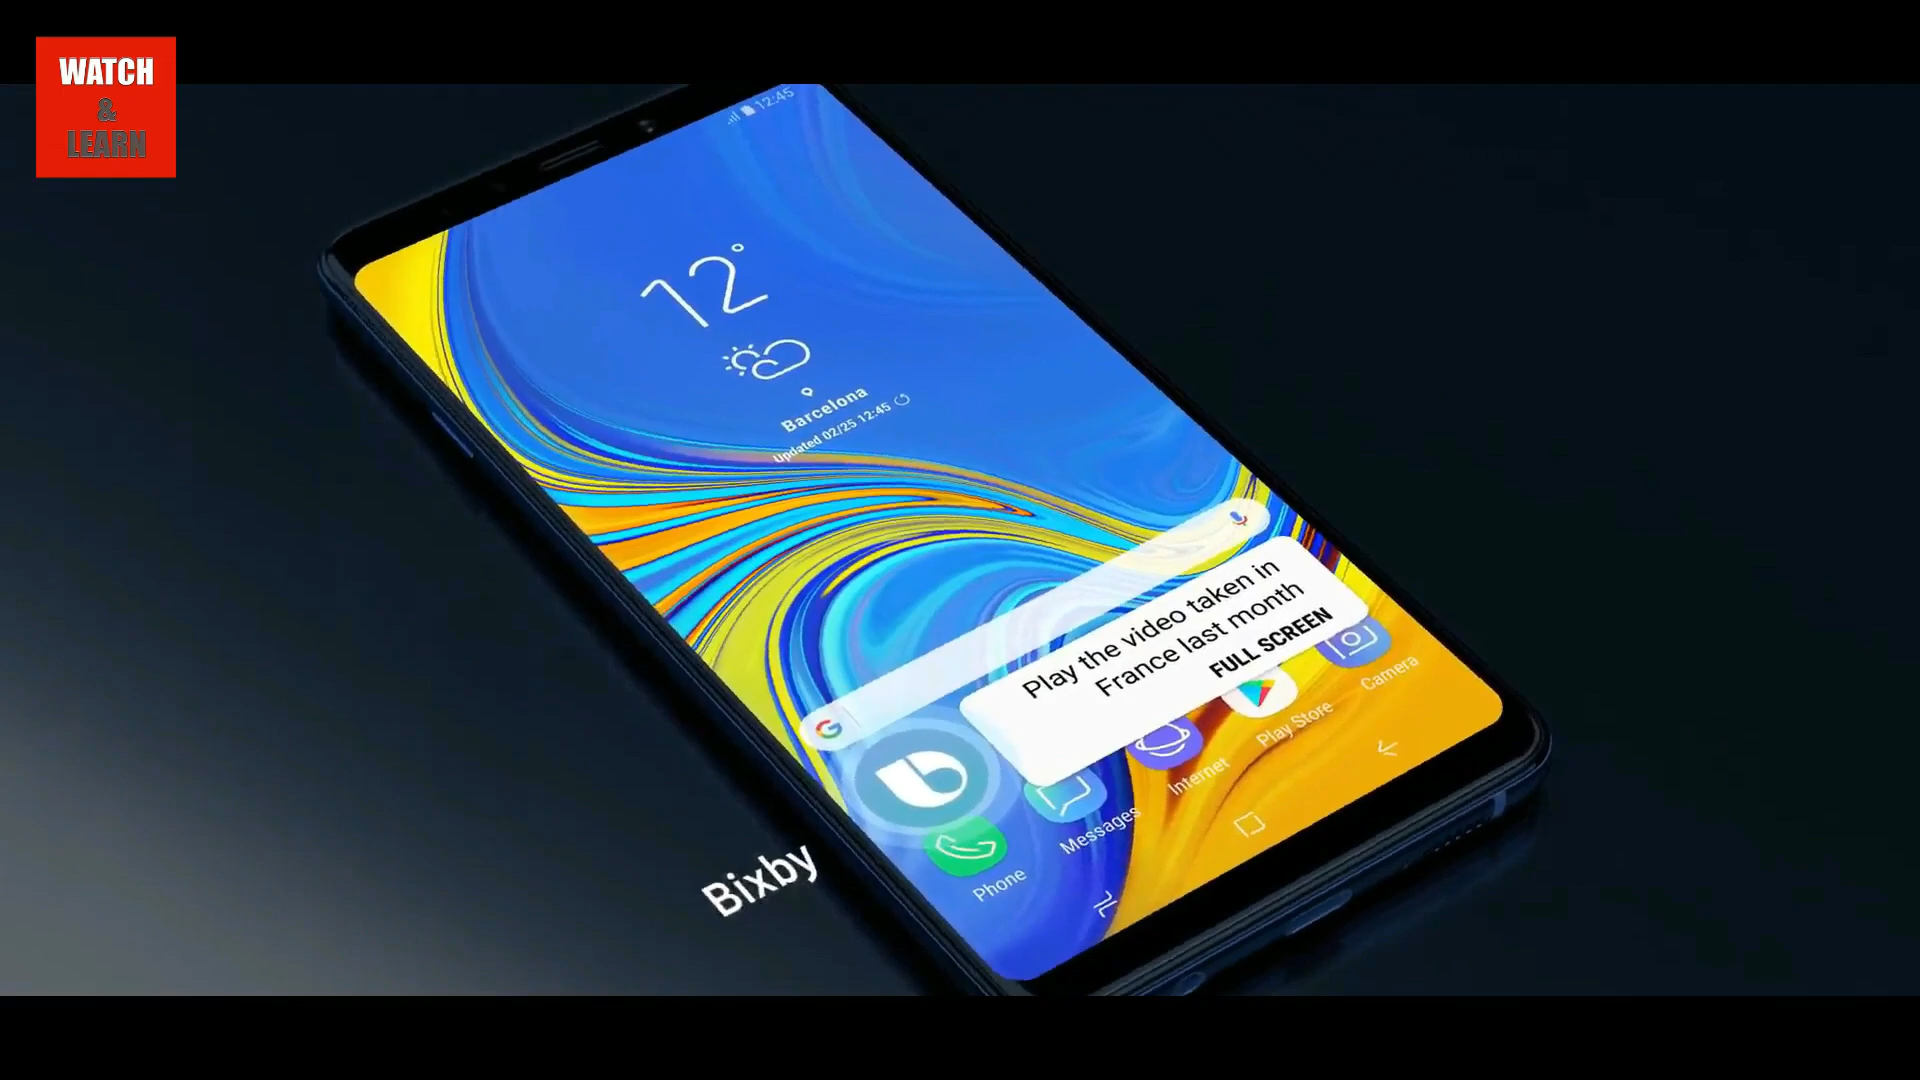 WATCH
&
LEARN
12:45
12°
Barcelona
Updated 02/25 12:45
G
Play the video taken in
France last month
FULL SCREEN
Camera
Play Store
Internet
Messages
Phone
Bixby